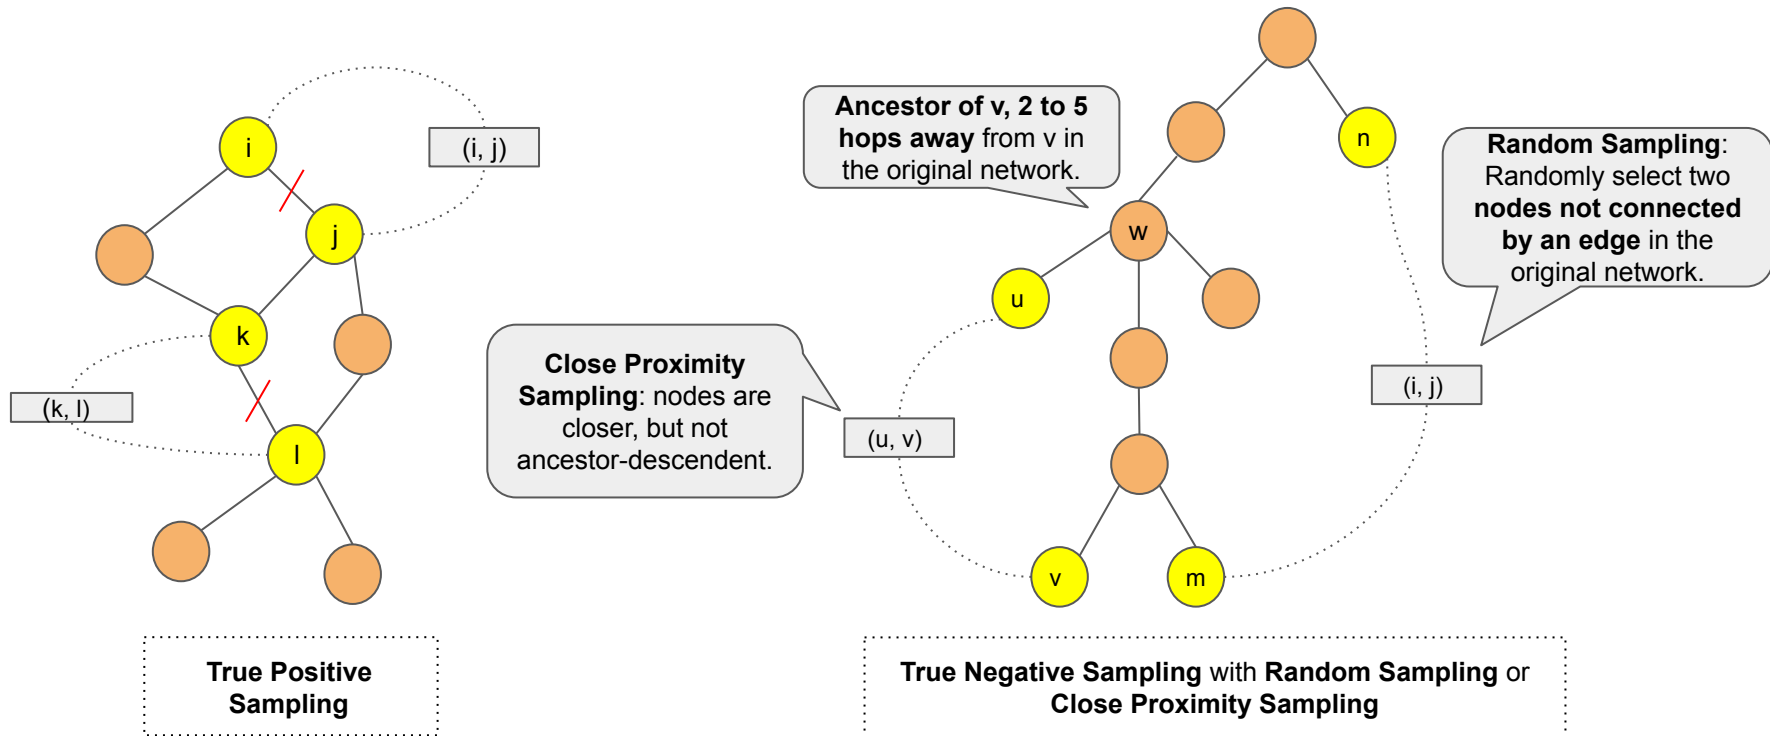 i
(i, j)
j
k
(k, l)
l
True Positive
Sampling
Ancestor of v, 2 to 5
hops away from v in
the original network.
n
Random Sampling:
Randomly select two
nodes not connected
by an edge in the
original network.
w
u
Close Proximity
Sampling: nodes are
closer, but not
ancestor-descendent.
(i, j)
(u, v)
v
m
True Negative Sampling with Random Sampling or
Close Proximity Sampling